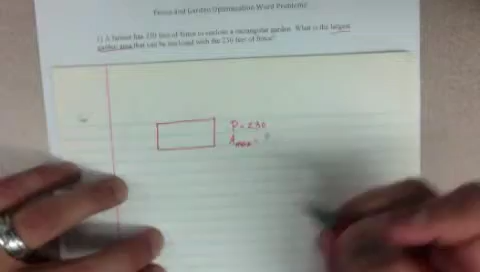 Fence and Garden Optimization Word Problems
1) A farmer has 230 feet of fence to enclose a rectangular garden. What is the largest
garden area that can be enclosed with the 230 feet of fence?
P = 230
Amax = ?